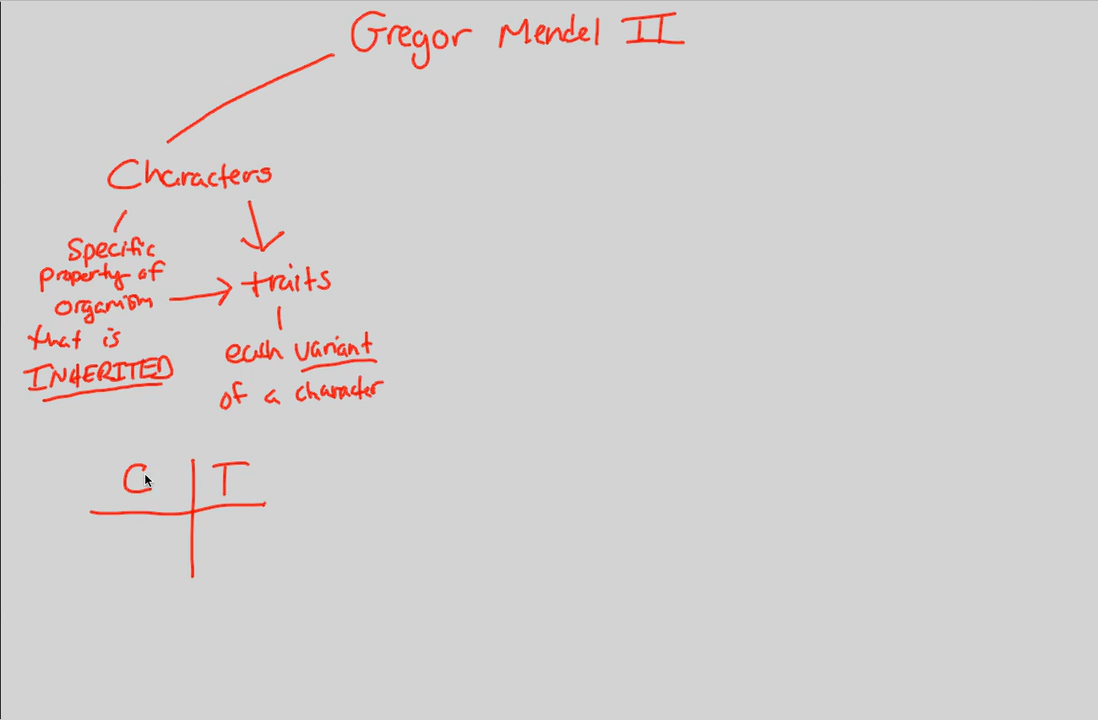 Gregor Mendel II
Characters
Specific
property of
organism
that is
INHERITED
traits
each variant
of a character
C
T